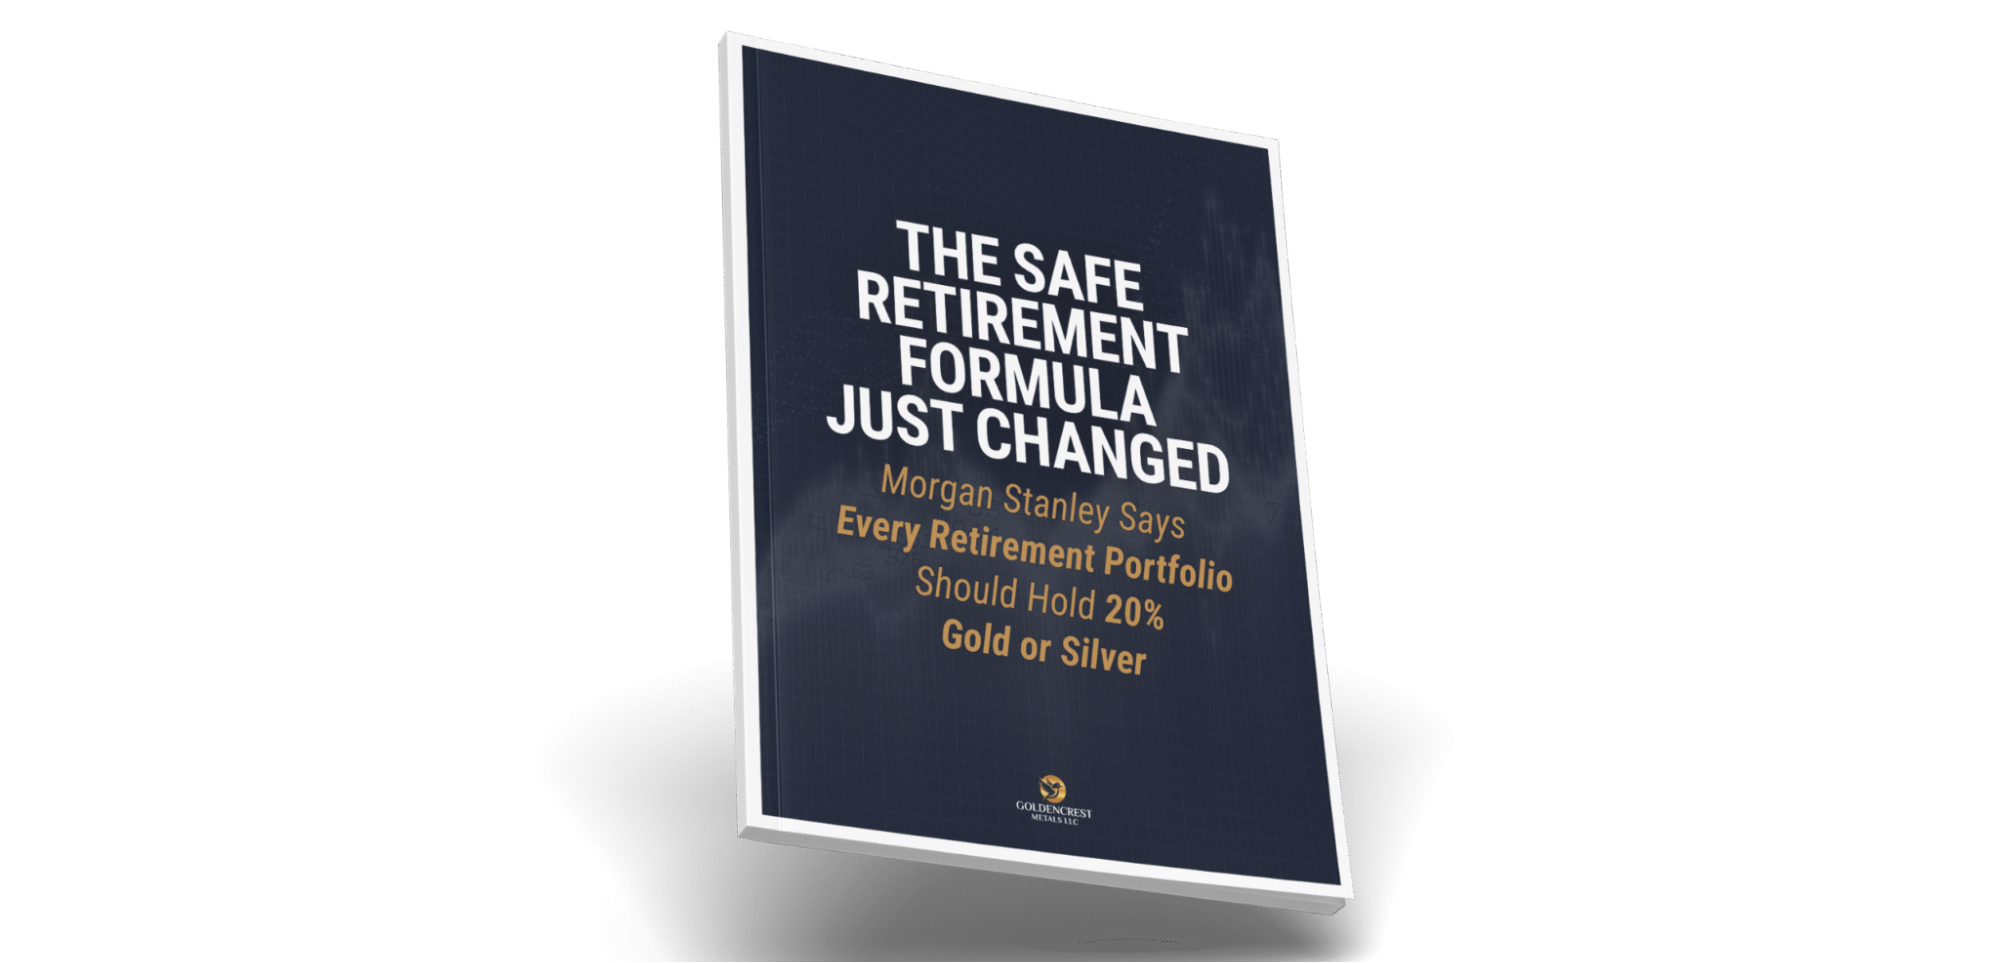 THE SAFE
RETIREMENT
FORMULA
JUST CHANGED
Morgan Stanley Says
Every Retirement Portfolio
Should Hold 20%
Gold or Silver
GOLDENCREST
METALS LLC